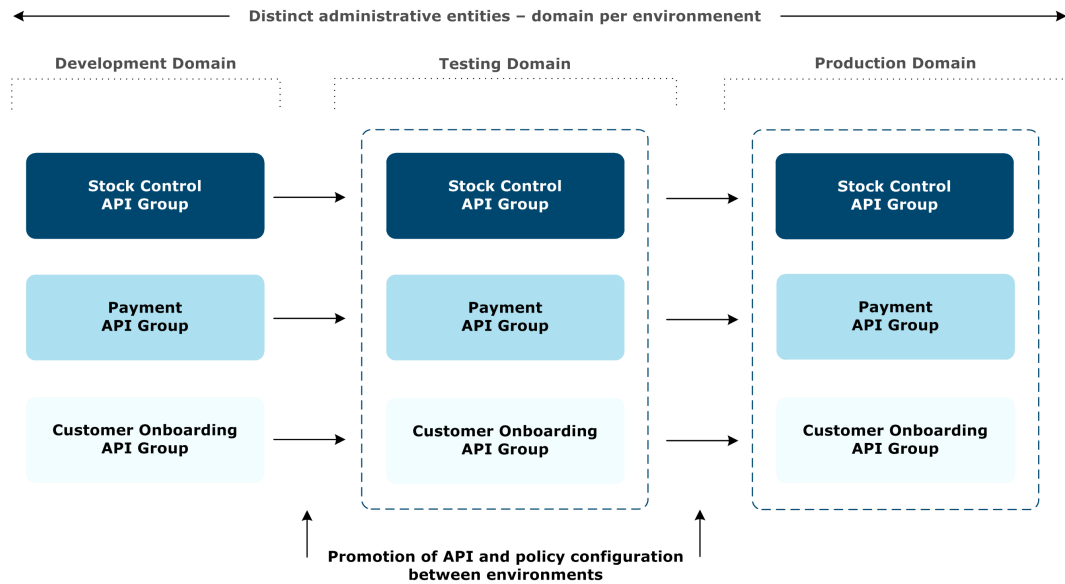 Distinct administrative entities – domain per environement
Development Domain
Testing Domain
Production Domain
Stock Control
API Group
Stock Control
API Group
Stock Control
API Group
Payment
API Group
Payment
API Group
Payment
API Group
Customer Onboarding
API Group
Customer Onboarding
API Group
Customer Onboarding
API Group
Promotion of API and policy configuration
between environments